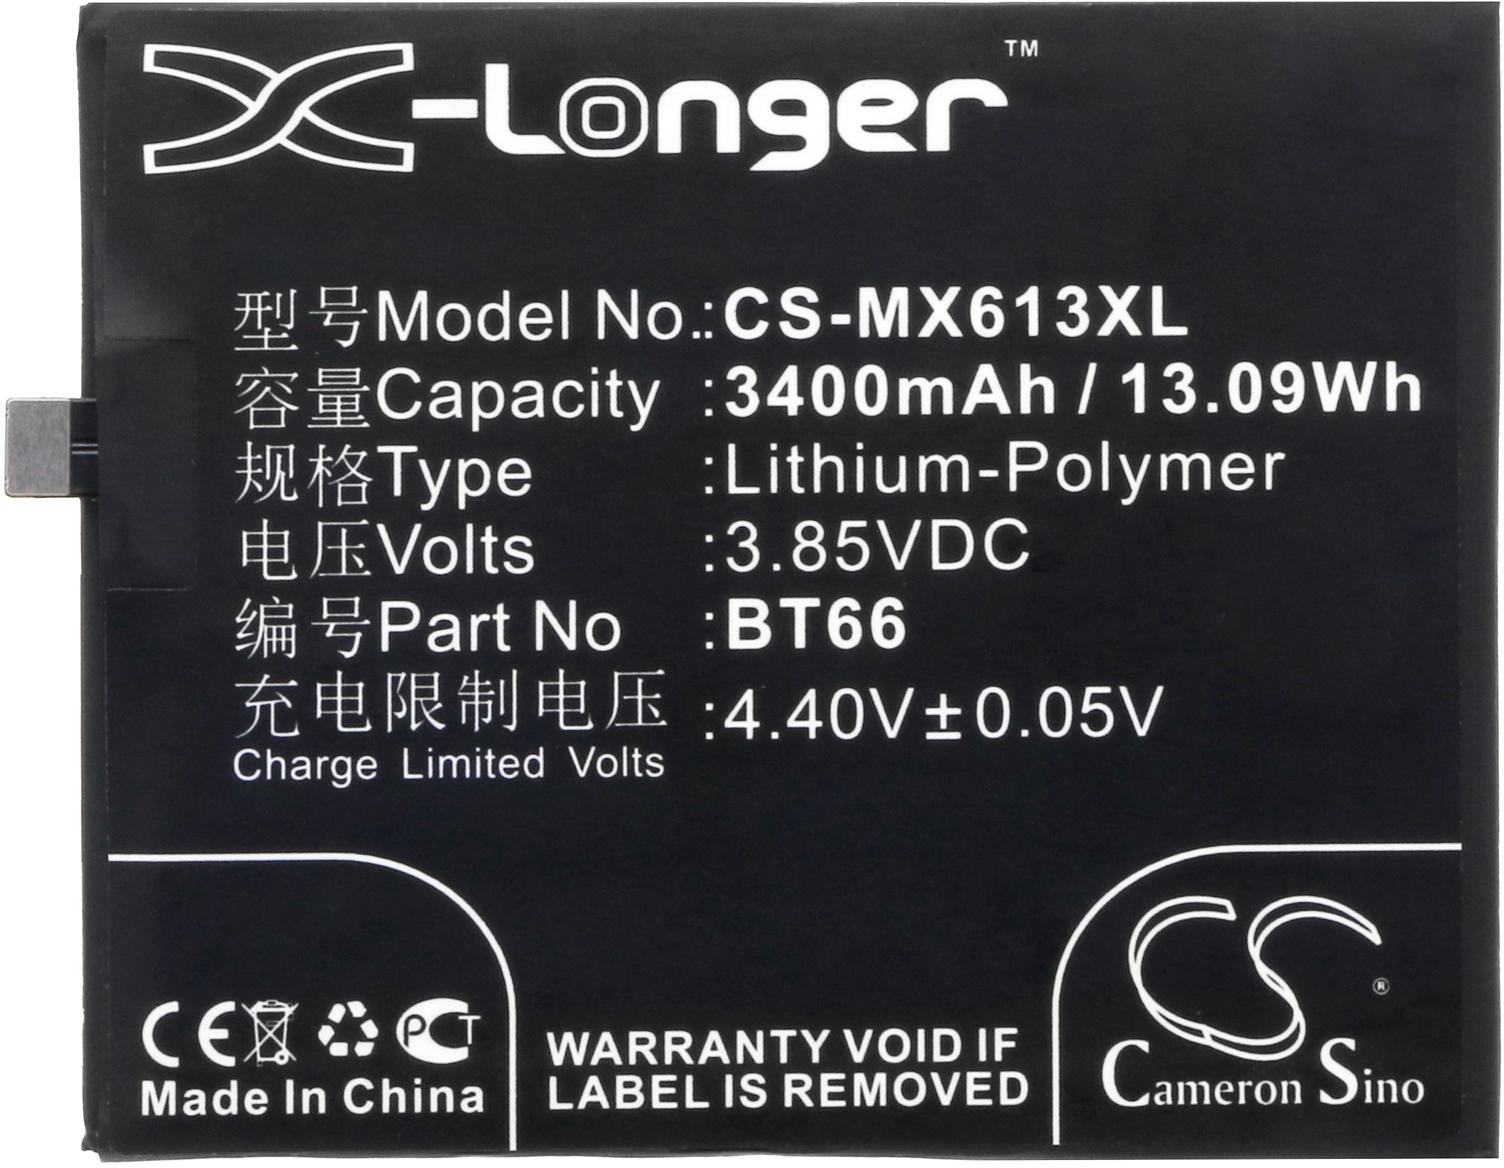 X-Longer™
型号Model No.:CS-MX613XL
容量Capacity :3400mAh / 13.09Wh
规格Type :Lithium-Polymer
电压Volts :3.85VDC
编号Part No :BT66
充电限制电压 :4.40V±0.05V
Charge Limited Volts
CE PCT
Made In China
WARRANTY VOID IF
LABEL IS REMOVED
CS®
Cameron Sino